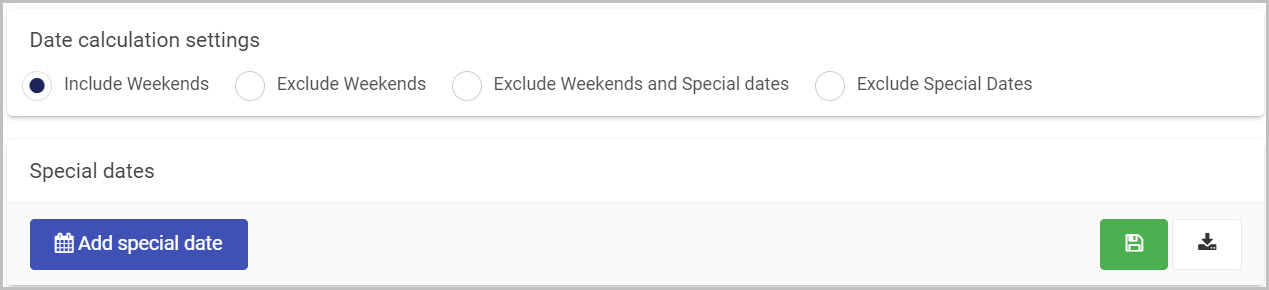 Date calculation settings
Include Weekends Exclude Weekends Exclude Weekends and Special dates Exclude Special Dates
Special dates
Add special date